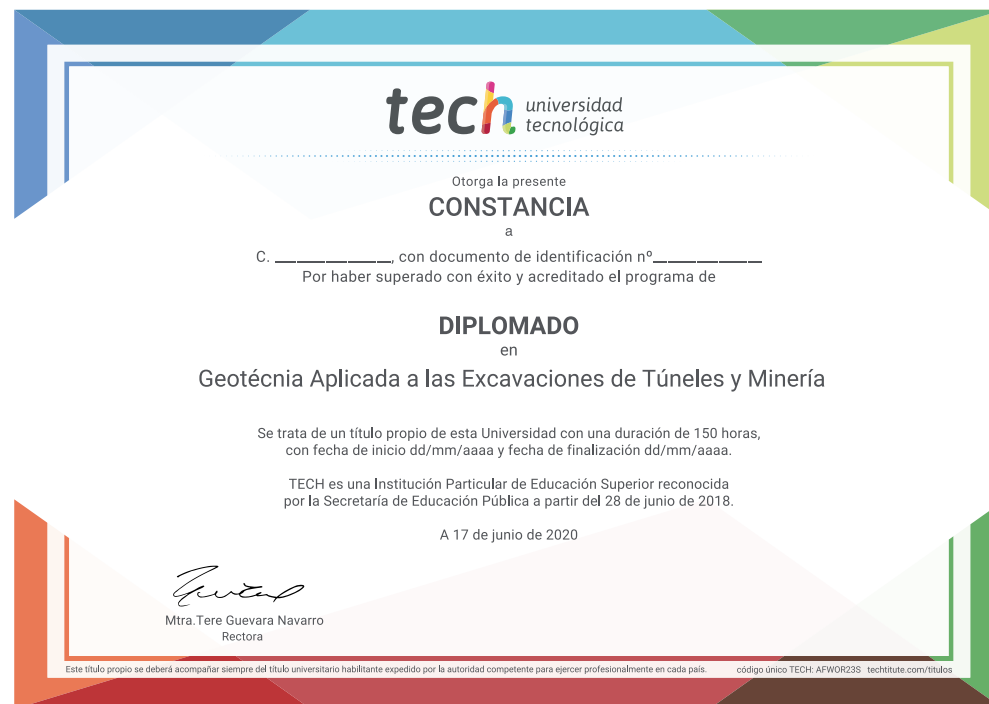 tech universidad
tecnológica
Otorga la presente
CONSTANCIA
a
C. ______________, con documento de identificación nº_____________
Por haber superado con éxito y acreditado el programa de
DIPLOMADO
en
Geotécnia Aplicada a las Excavaciones de Túneles y Minería
Se trata de un título propio de esta Universidad con una duración de 150 horas,
con fecha de inicio dd/mm/aaaa y fecha de finalización dd/mm/aaaa.
TECH es una Institución Particular de Educación Superior reconocida
por la Secretaría de Educación Pública a partir del 28 de junio de 2018.
A 17 de junio de 2020
Mtra.Tere Guevara Navarro
Rectora
Este título propio se deberá acompañar siempre del título universitario habilitante expedido por la autoridad competente para ejercer profesionalmente en cada país. código único TECH: AFWOR23S techtitute.com/titulos